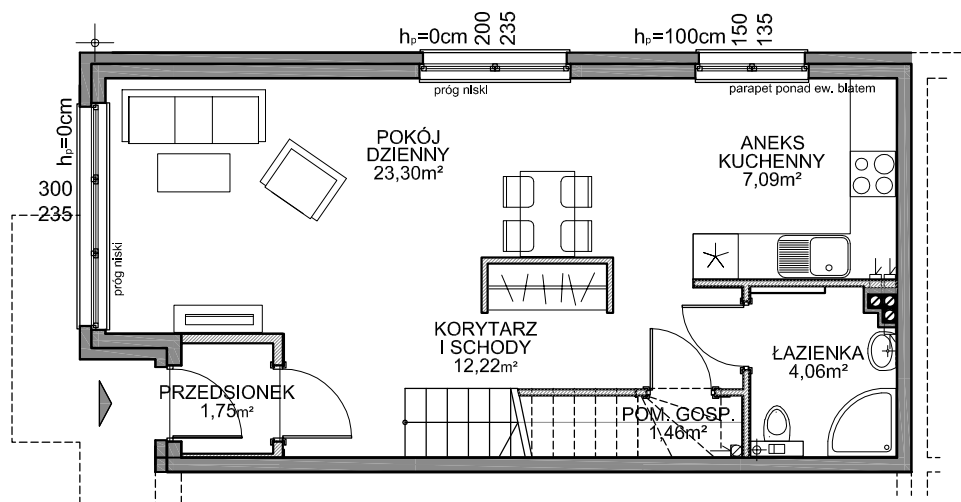 hₚ=0cm
200
235
hₚ=100cm
150
135
próg niski
parapet ponad ew. blatem
hₚ=0cm
300
235
próg niski
POKÓJ
DZIENNY
23,30m²
ANEKS
KUCHENNY
7,09m²
KORYTARZ
I SCHODY
12,22m²
ŁAZIENKA
4,06m²
PRZEDSIONEK
1,75m²
POM. GOSP.
1,46m²